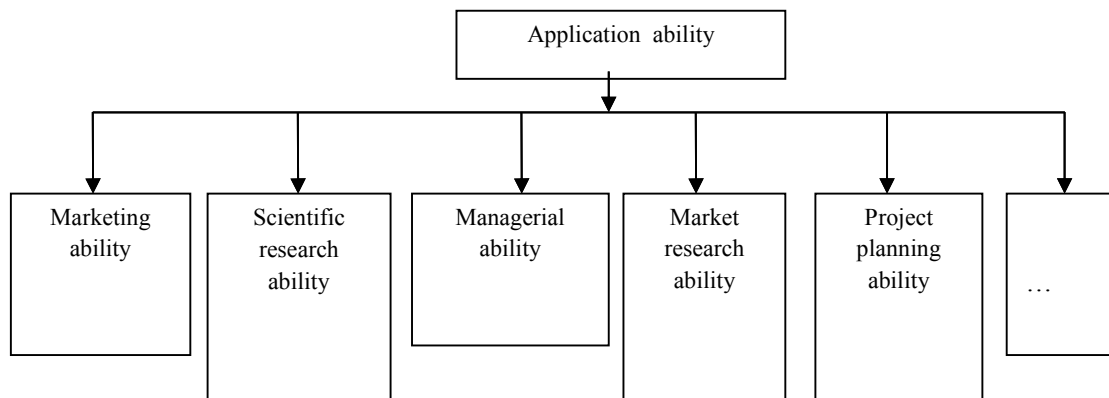 Application ability
Marketing
ability
Scientific
research
ability
Managerial
ability
Market
research
ability
Project
planning
ability
…